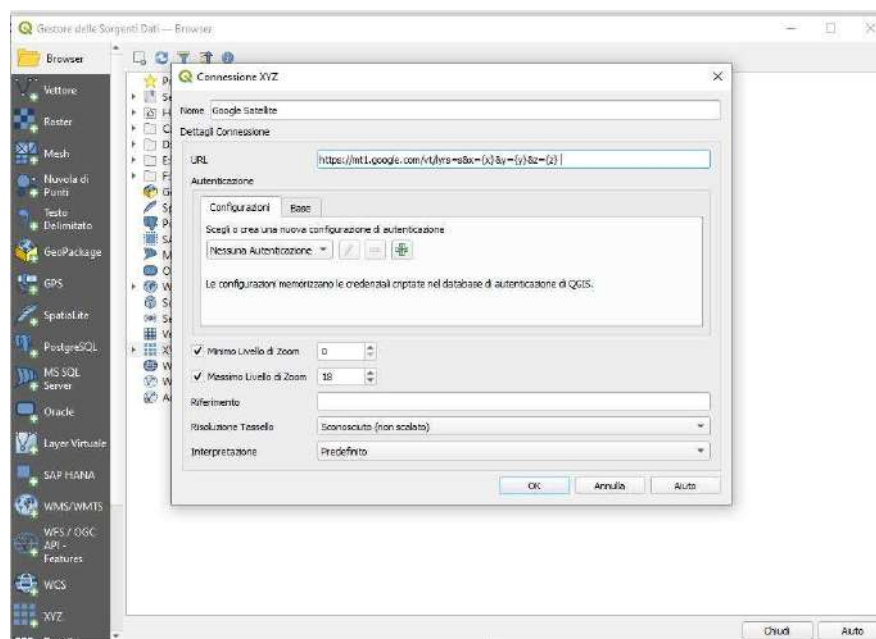 Gestore delle Sorgenti Dati — Browser
Browser
Vettore
Raster
Mesh
Nuvola di
Punti
Testo
Delimitato
GeoPackage
GPS
SpatiaLite
PostgreSQL
MS SQL
Server
Oracle
Layer Virtuale
SAP HANA
WMS/WMTS
WFS / OGC
API -
Features
WCS
XYZ
Connessione XYZ
Nome Google Satellite
Dettagli Connessione
URL https://mt1.google.com/vt/lyrs=s&x={x}&y={y}&z={z}
Autenticazione
Configurazioni Base
Scegli o crea una nuova configurazione di autenticazione
Nessuna Autenticazione
Le configurazioni memorizzano le credenziali criptate nel database di autenticazione di QGIS.
Minimo Livello di Zoom 0
Massimo Livello di Zoom 18
Riferimento
Risoluzione Tassello Sconosciuto (non scalato)
Interpretazione Predefinito
OK Annulla Aiuto
Chiudi Aiuto